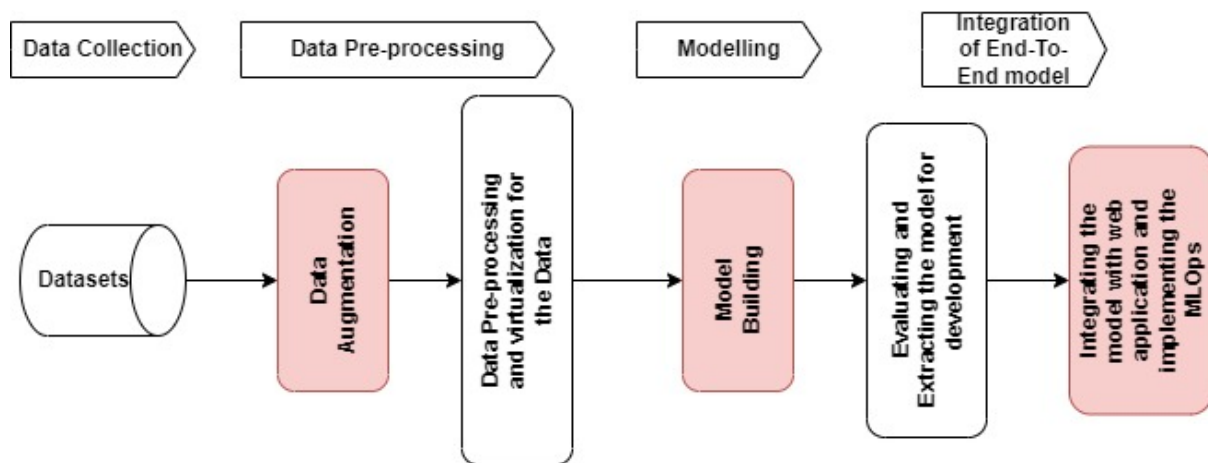 Data Collection
Data Pre-processing
Modelling
Integration
of End-To-
End model
Datasets
Data
Augmentation
Data Pre-processing
and virtualization for
the Data
Model
Building
Evaluating and
Extracting the model for
development
Integrating the
model with web
application and
implementing the
MLOps